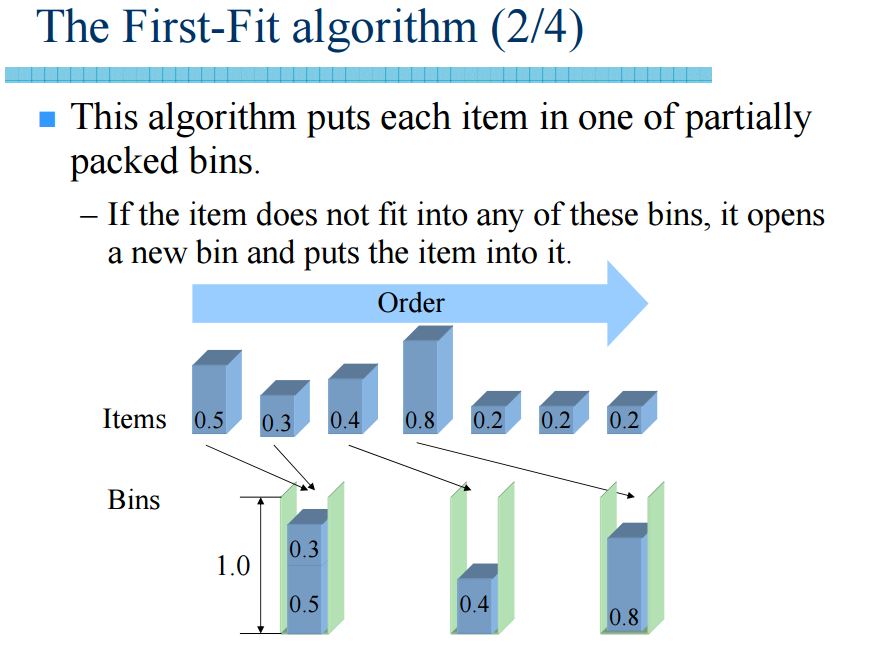 The First-Fit algorithm (2/4)
This algorithm puts each item in one of partially
packed bins.
– If the item does not fit into any of these bins, it opens
a new bin and puts the item into it.
Order
Items 0.5 0.3 0.4 0.8 0.2 0.2 0.2
Bins
0.3
1.0
0.5 0.4 0.8